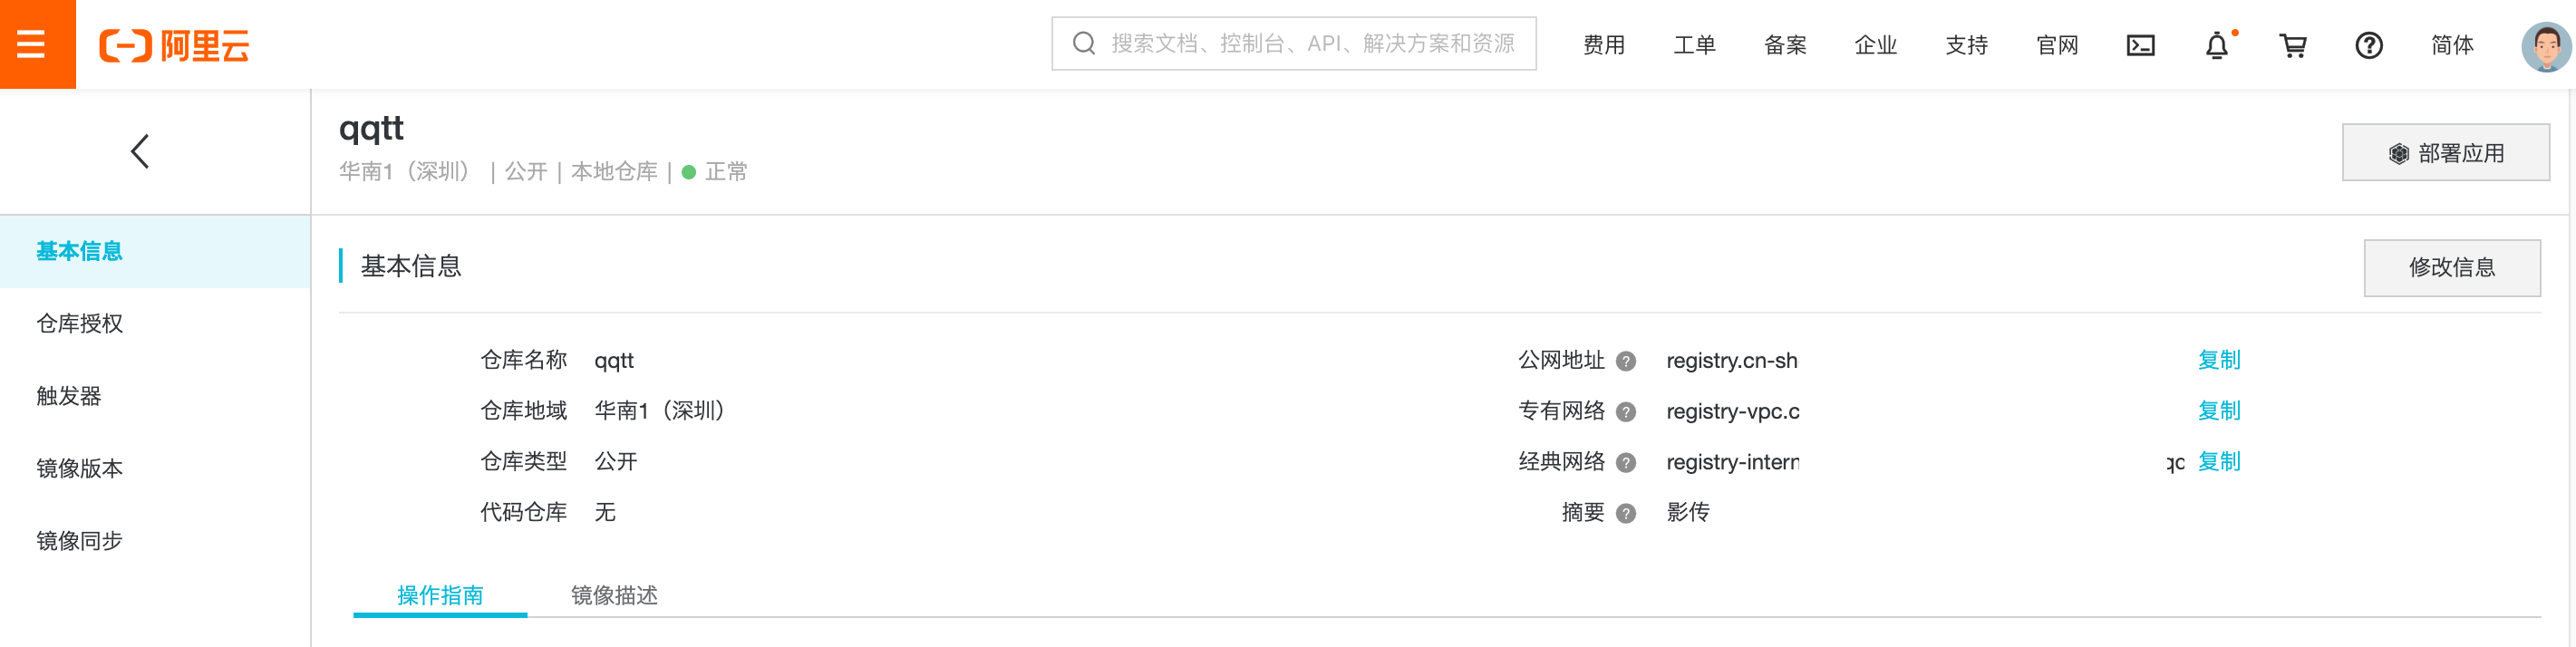 阿里云
搜索文档、控制台、API、解决方案和资源
费用 工单 备案 企业 支持 官网 简体
qqtt
华南1（深圳） | 公开 | 本地仓库 | 正常
部署应用
基本信息
仓库授权
触发器
镜像版本
镜像同步
基本信息
修改信息
仓库名称 qqtt
仓库地域 华南1（深圳）
仓库类型 公开
代码仓库 无
公网地址 registry.cn-sh 复制
专有网络 registry-vpc.c 复制
经典网络 registry-intern 复制
摘要 影传
操作指南 镜像描述